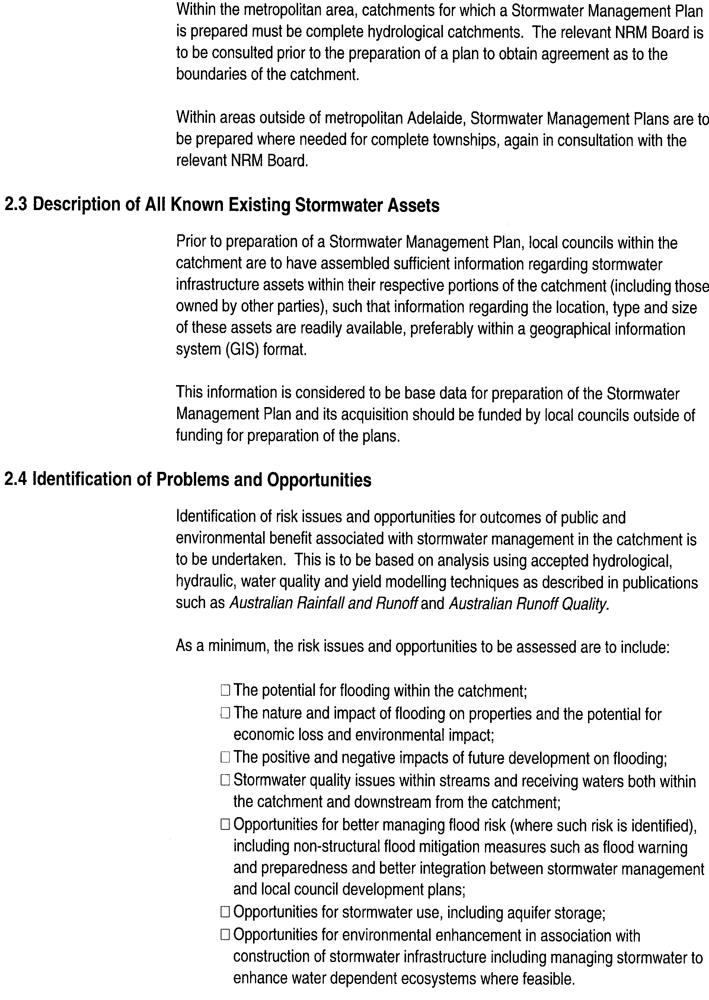 Within the metropolitan area, catchments for which a Stormwater Management Plan
is prepared must be complete hydrological catchments. The relevant NRM Board is
to be consulted prior to the preparation of a plan to obtain agreement as to the
boundaries of the catchment.
Within areas outside of metropolitan Adelaide, Stormwater Management Plans are to
be prepared where needed for complete townships, again in consultation with the
relevant NRM Board.
2.3 Description of All Known Existing Stormwater Assets
Prior to preparation of a Stormwater Management Plan, local councils within the
catchment are to have assembled sufficient information regarding stormwater
infrastructure assets within their respective portions of the catchment (including those
owned by other parties), such that information regarding the location, type and size
of these assets are readily available, preferably within a geographical information
system (GIS) format.
This information is considered to be base data for preparation of the Stormwater
Management Plan and its acquisition should be funded by local councils outside of
funding for preparation of the plans.
2.4 Identification of Problems and Opportunities
Identification of risk issues and opportunities for outcomes of public and
environmental benefit associated with stormwater management in the catchment is
to be undertaken. This is to be based on analysis using accepted hydrological,
hydraulic, water quality and yield modelling techniques as described in publications
such as Australian Rainfall and Runoff and Australian Runoff Quality.
As a minimum, the risk issues and opportunities to be assessed are to include:
□ The potential for flooding within the catchment;
□ The nature and impact of flooding on properties and the potential for
economic loss and environmental impact;
□ The positive and negative impacts of future development on flooding;
□ Stormwater quality issues within streams and receiving waters both within
the catchment and downstream from the catchment;
□ Opportunities for better managing flood risk (where such risk is identified),
including non-structural flood mitigation measures such as flood warning
and preparedness and better integration between stormwater management
and local council development plans;
□ Opportunities for stormwater use, including aquifer storage;
□ Opportunities for environmental enhancement in association with
construction of stormwater infrastructure including managing stormwater to
enhance water dependent ecosystems where feasible.